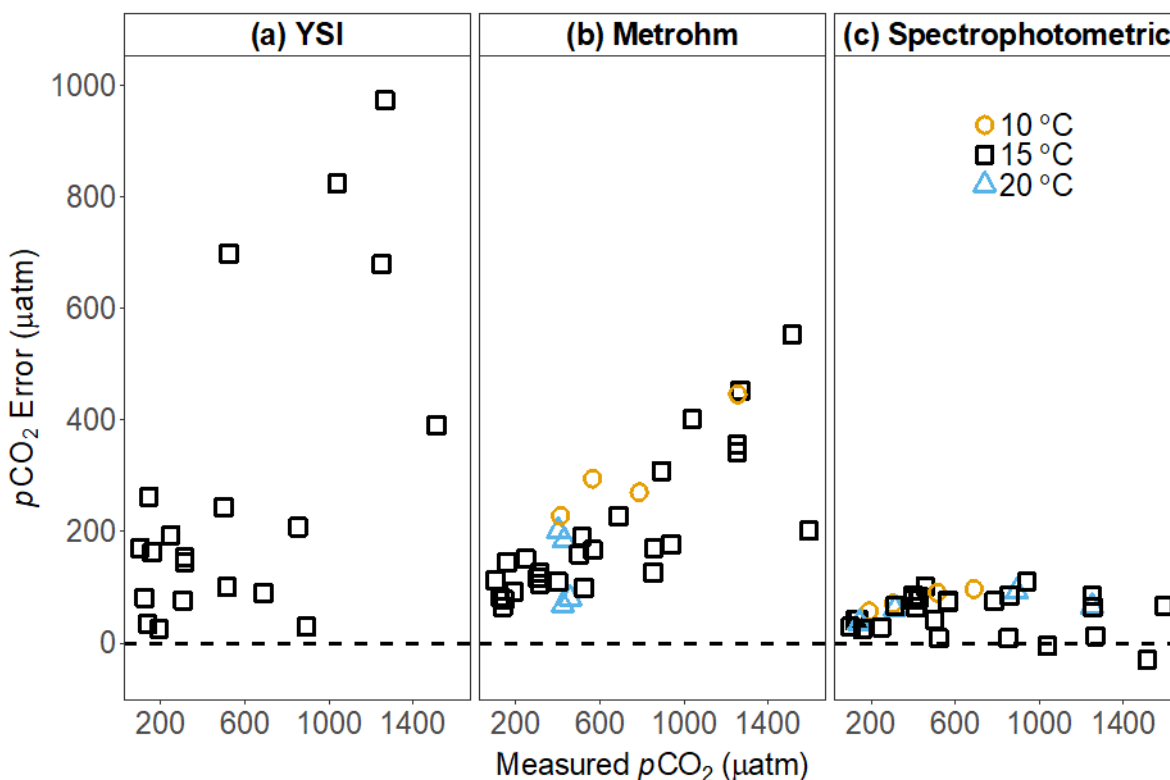 (a) YSI
(b) Metrohm
(c) Spectrophotometric
1000
800
600
400
200
0
pCO₂ Error (µatm)
10 °C
15 °C
20 °C
200 600 1000 1400
200 600 1000 1400
200 600 1000 1400
Measured pCO₂ (µatm)